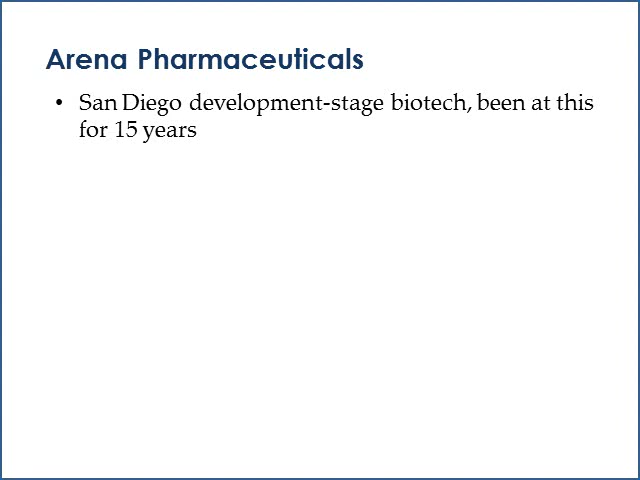 Arena Pharmaceuticals
• San Diego development-stage biotech, been at this
for 15 years